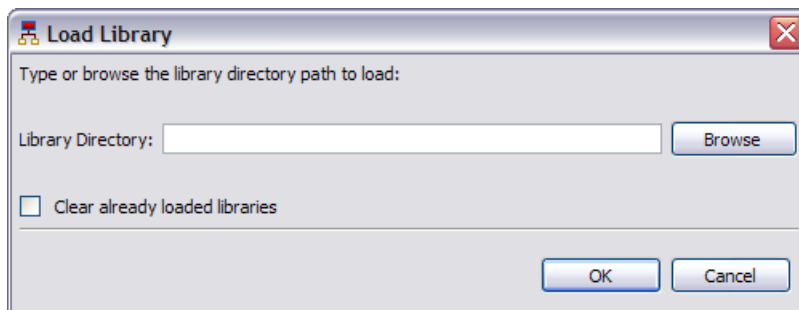 Load Library
Type or browse the library directory path to load:
Library Directory:
Browse
Clear already loaded libraries
OK
Cancel